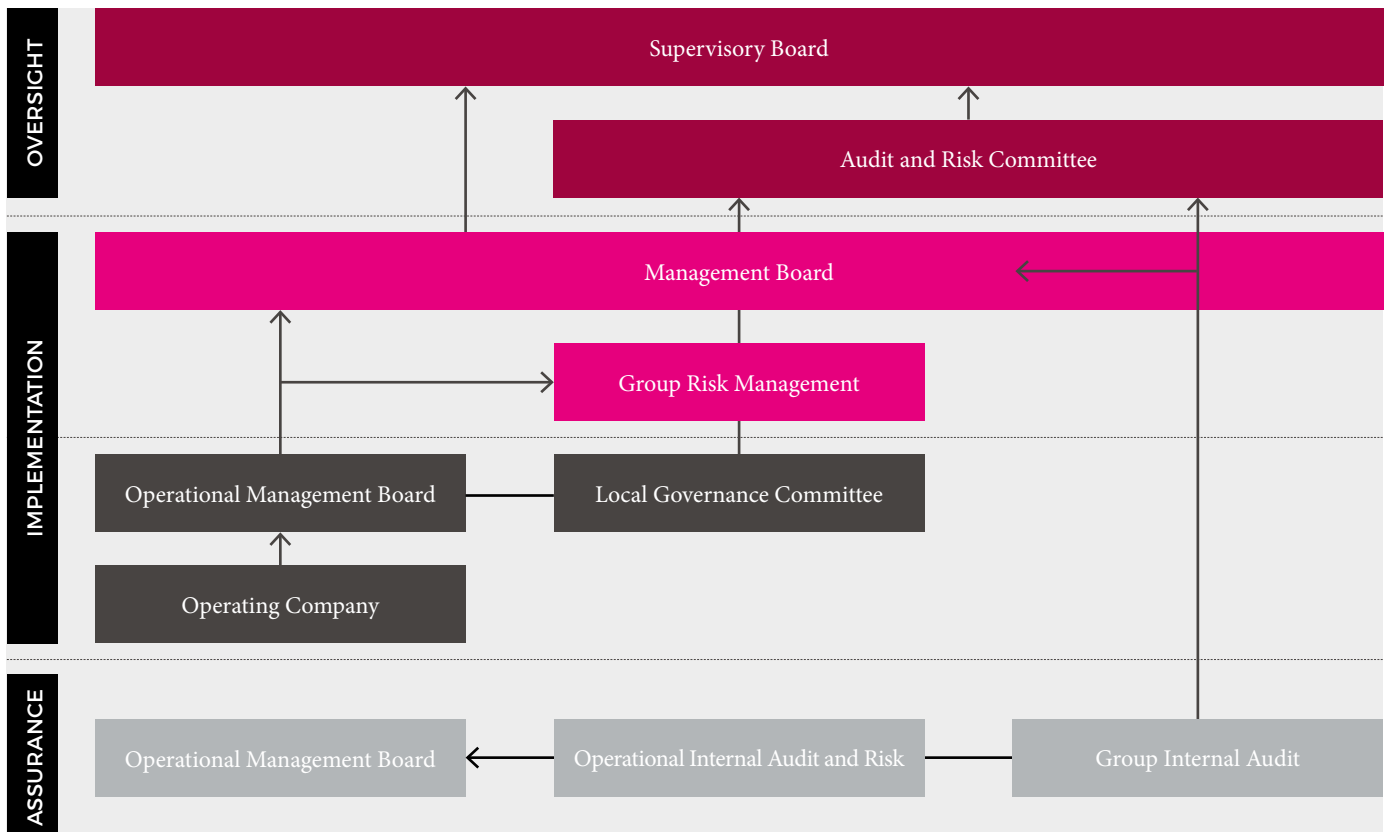 OVERSIGHT
Supervisory Board
Audit and Risk Committee
IMPLEMENTATION
Management Board
Group Risk Management
Operational Management Board
Local Governance Committee
Operating Company
ASSURANCE
Operational Management Board
Operational Internal Audit and Risk
Group Internal Audit